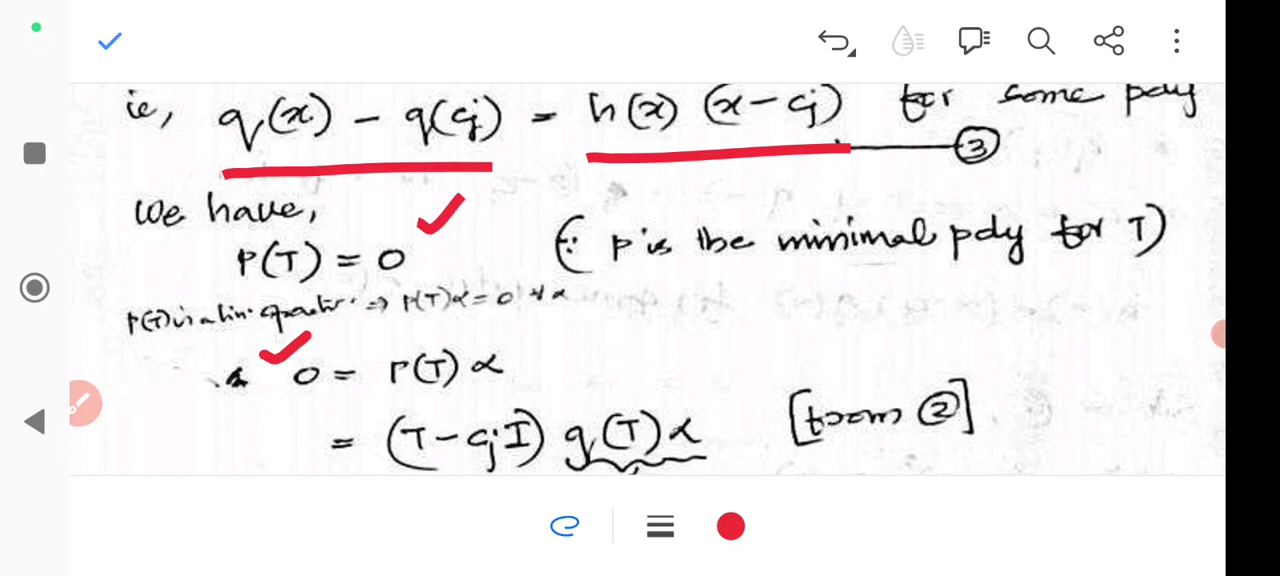 ie, q(x) - q(cj) = h(x) (x - cj) for some poly
③
We have,
P(T) = 0 (∵ p is the minimal poly for T)
P(T) is a lin. operator. → P(T)α = 0 ∀ α
0 = P(T) α
= (T - cjI) q(T) α [from ②]